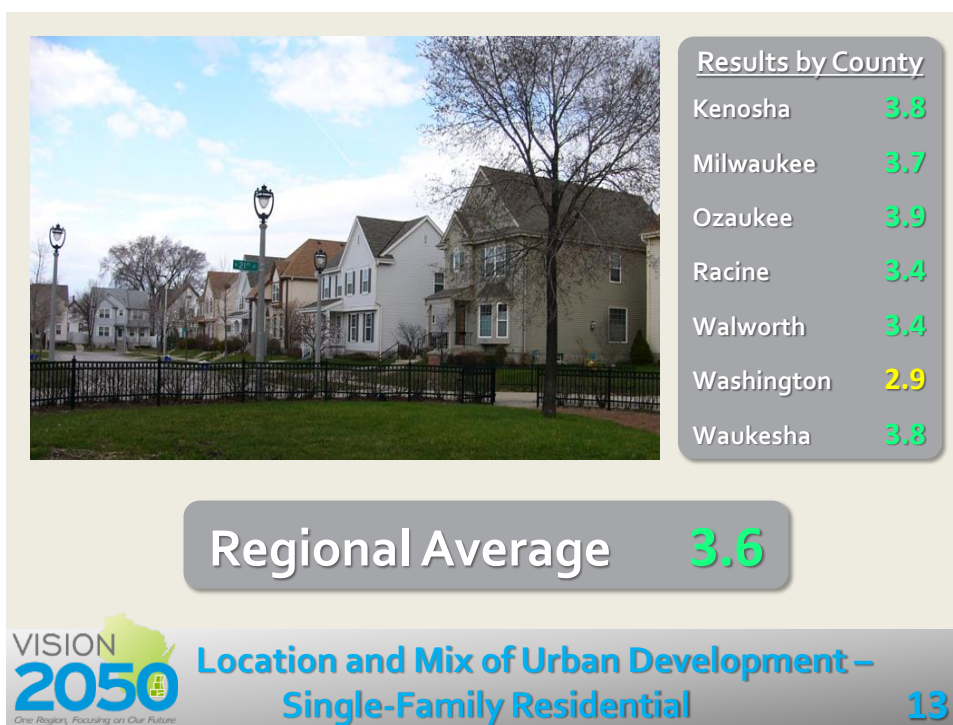 Results by County
Kenosha 3.8
Milwaukee 3.7
Ozaukee 3.9
Racine 3.4
Walworth 3.4
Washington 2.9
Waukesha 3.8
Regional Average 3.6
VISION
2050
One Region, Focusing on Our Future
Location and Mix of Urban Development –
Single-Family Residential
13